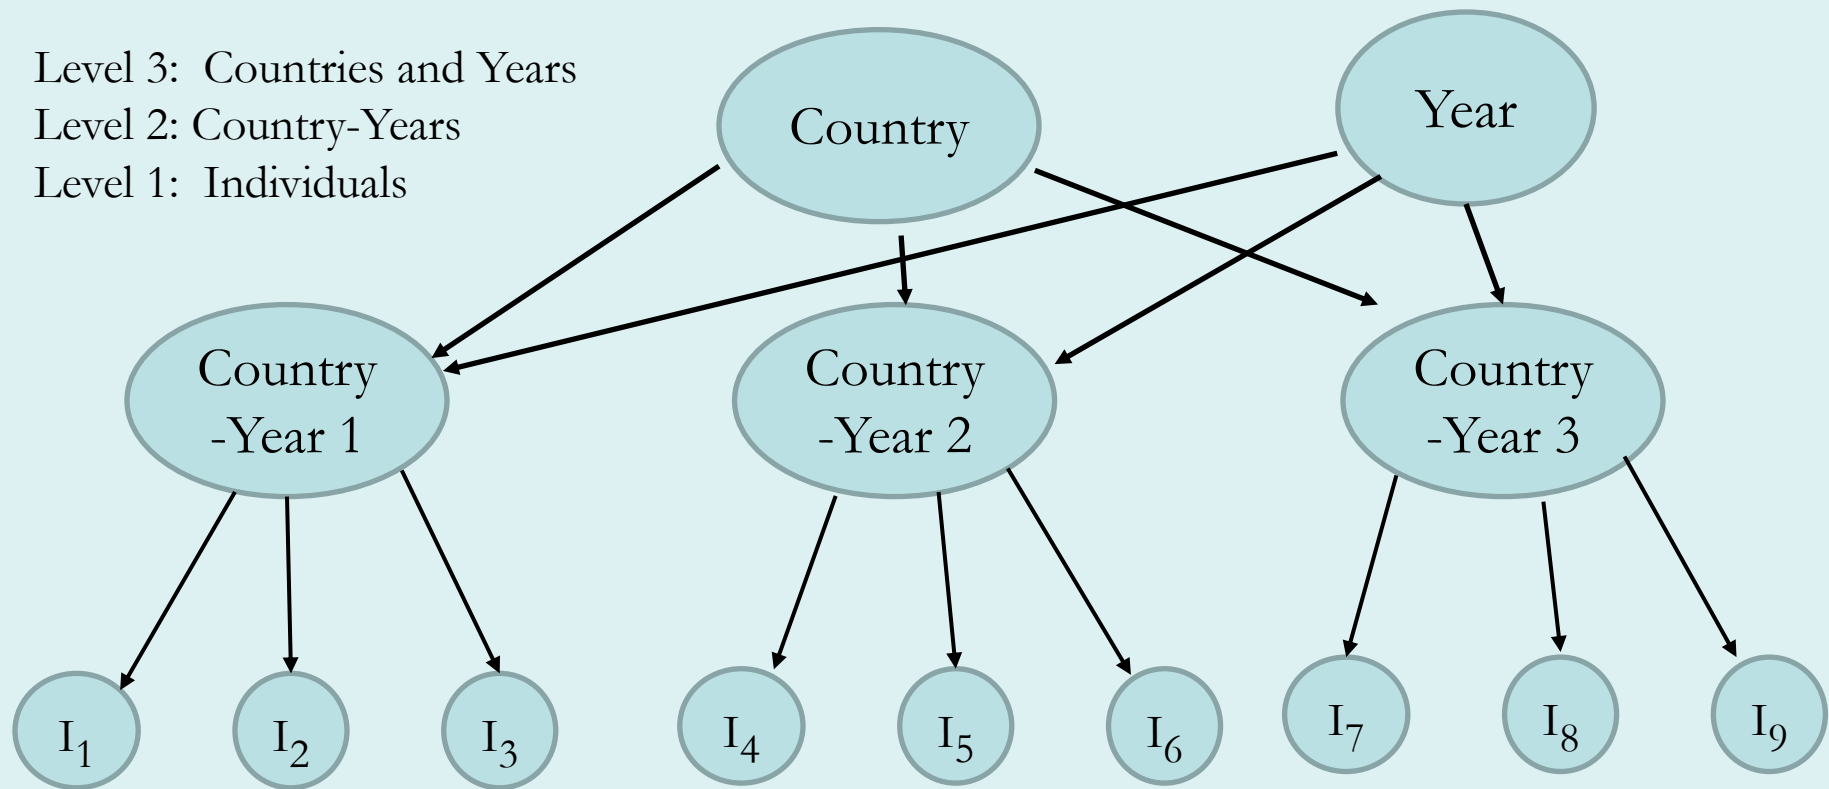 Level 3: Countries and Years
Level 2: Country-Years
Level 1: Individuals
Country
Year
Country
-Year 1
Country
-Year 2
Country
-Year 3
I1
I2
I3
I4
I5
I6
I7
I8
I9